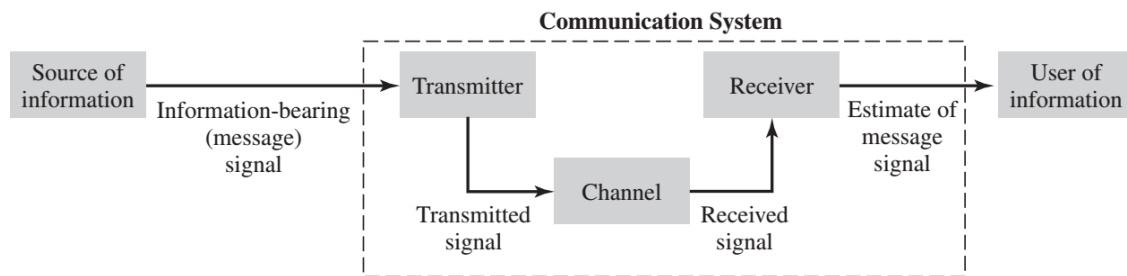 Communication System
Source of
information
Information-bearing
(message)
signal
Transmitter
Transmitted
signal
Channel
Received
signal
Receiver
Estimate of
message
signal
User of
information